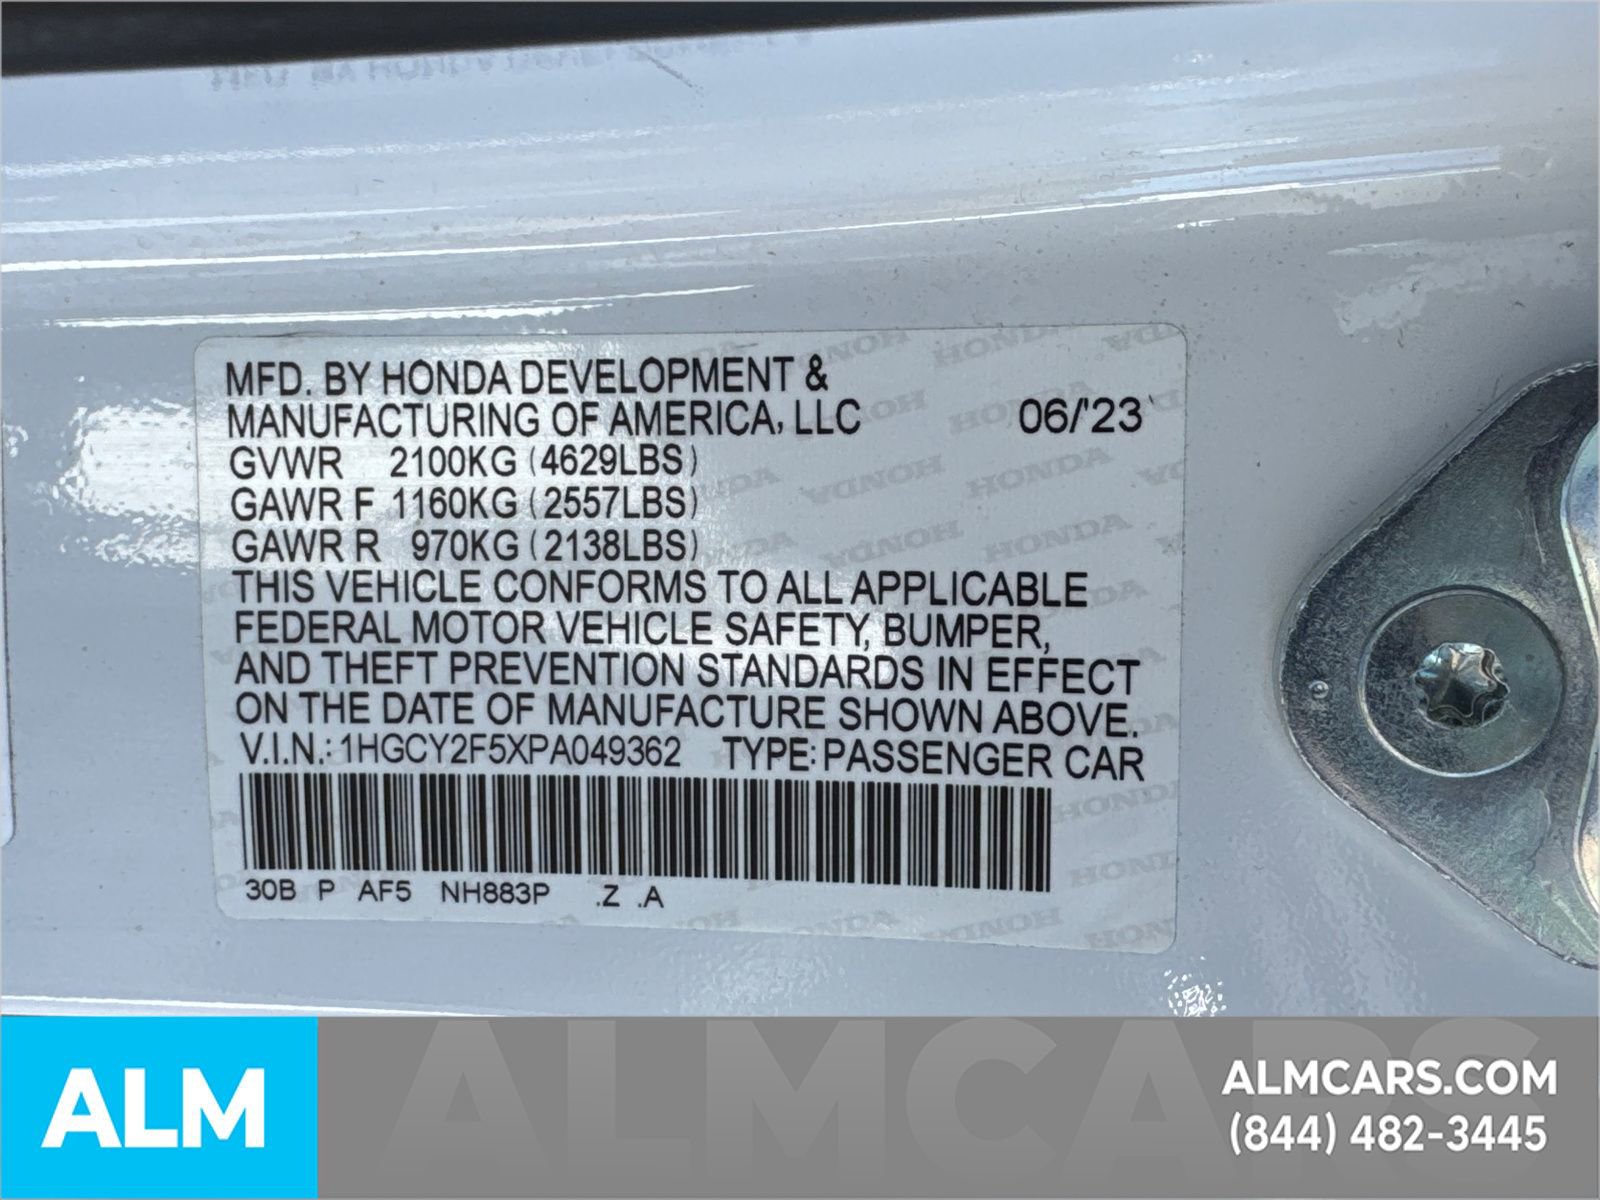 MFD. BY HONDA DEVELOPMENT &
MANUFACTURING OF AMERICA, LLC 06/'23
GVWR 2100KG (4629LBS)
GAWR F 1160KG (2557LBS)
GAWR R 970KG (2138LBS)
THIS VEHICLE CONFORMS TO ALL APPLICABLE
FEDERAL MOTOR VEHICLE SAFETY, BUMPER,
AND THEFT PREVENTION STANDARDS IN EFFECT
ON THE DATE OF MANUFACTURE SHOWN ABOVE.
V.I.N.: 1HGCY2F5XPA049362 TYPE: PASSENGER CAR
30B P AF5 NH883P .Z .A
ALM
ALMCARS
ALMCARS.COM
(844) 482-3445